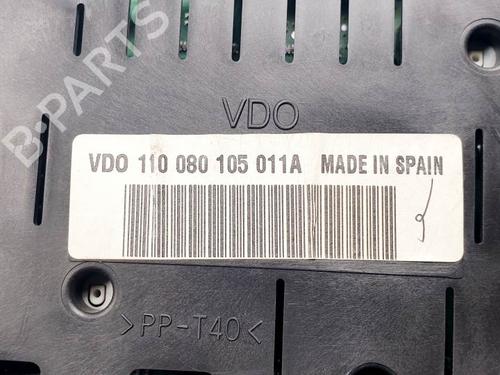 B-PARTS
VDO
VDO 110 080 105 011A MADE IN SPAIN
>PP-T40<